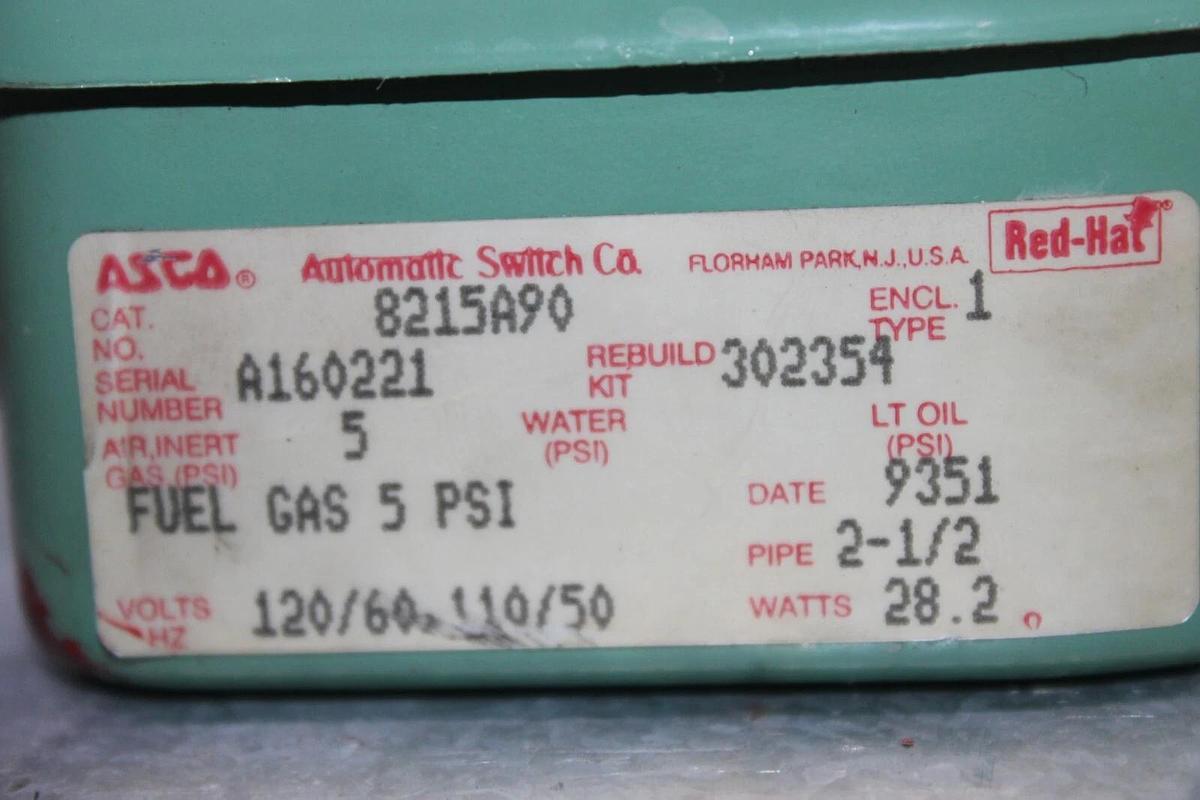 ASCO® Automatic Switch Co. FLORHAM PARK, N.J., U.S.A. Red-Hat®
CAT. NO. 8215A90 ENCL. TYPE 1
SERIAL NUMBER A160221 REBUILD KIT 302354
AIR, INERT GAS (PSI) 5 WATER (PSI) LT OIL (PSI)
FUEL GAS 5 PSI DATE 9351
PIPE 2-1/2
VOLTS HZ 120/60, 110/50 WATTS 28.2